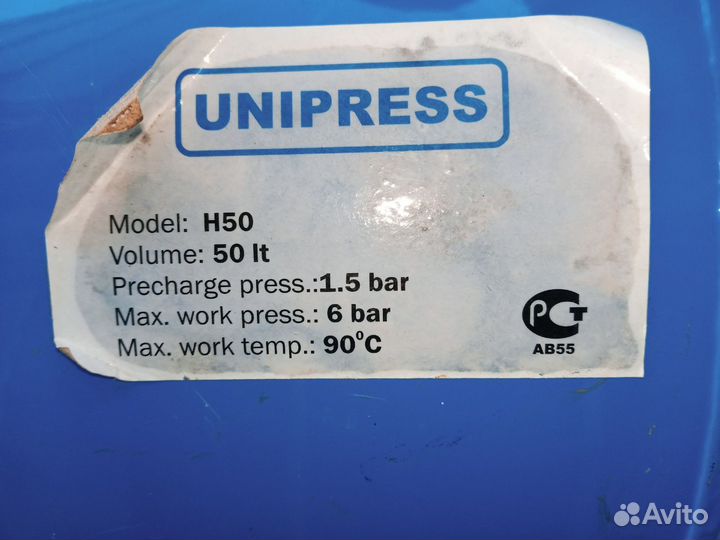 UNIPRESS
Model: H50
Volume: 50 lt
Precharge press.:1.5 bar
Max. work press.: 6 bar
Max. work temp.: 90°C
РСТ
AB55
Avito